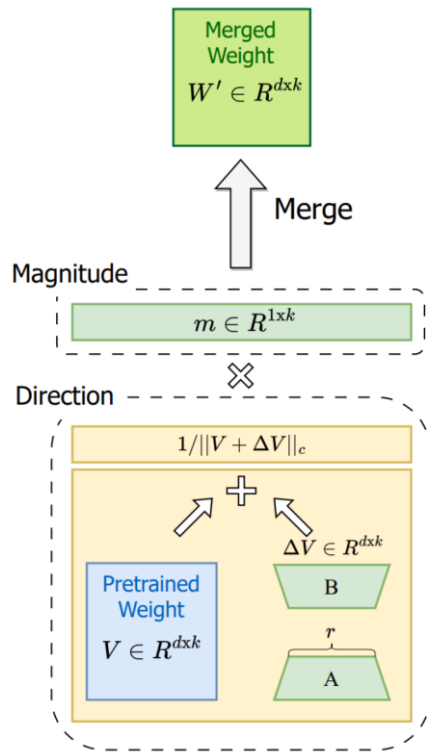 Merged
Weight
W′ ∈ R^{dxk}
Merge
Magnitude
m ∈ R^{1xk}
Direction
1/||V + ΔV||_c
ΔV ∈ R^{dxk}
Pretrained
Weight
V ∈ R^{dxk}
B
r
A